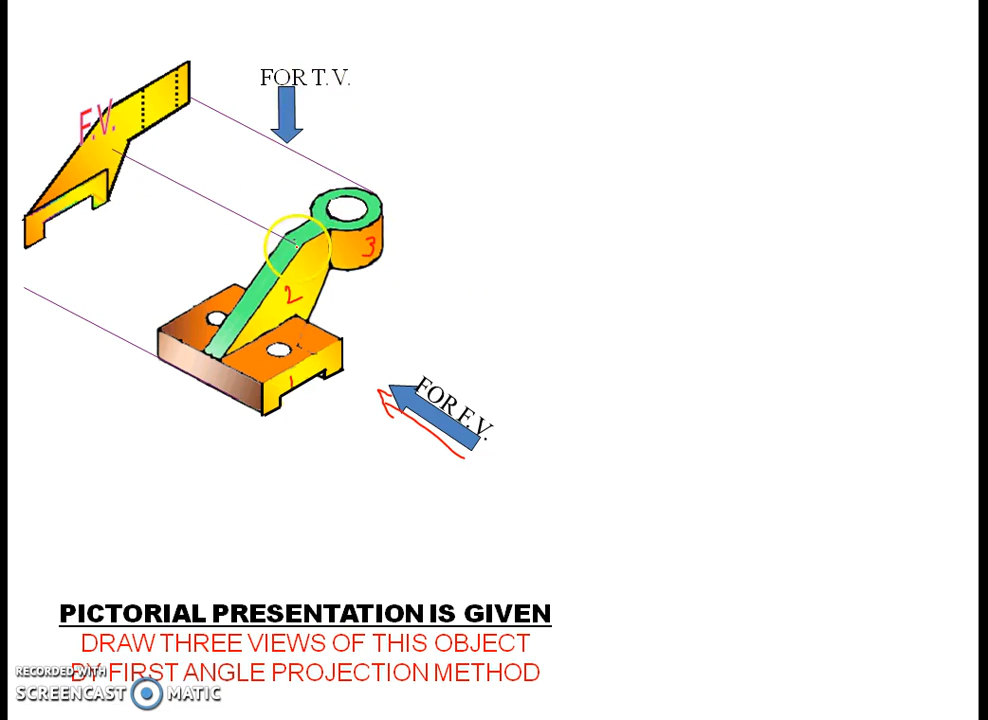 FOR T.V.
F.V.
3
2
1
FOR F.V.
PICTORIAL PRESENTATION IS GIVEN
DRAW THREE VIEWS OF THIS OBJECT
BY FIRST ANGLE PROJECTION METHOD
RECORDED WITH
SCREENCAST MATIC